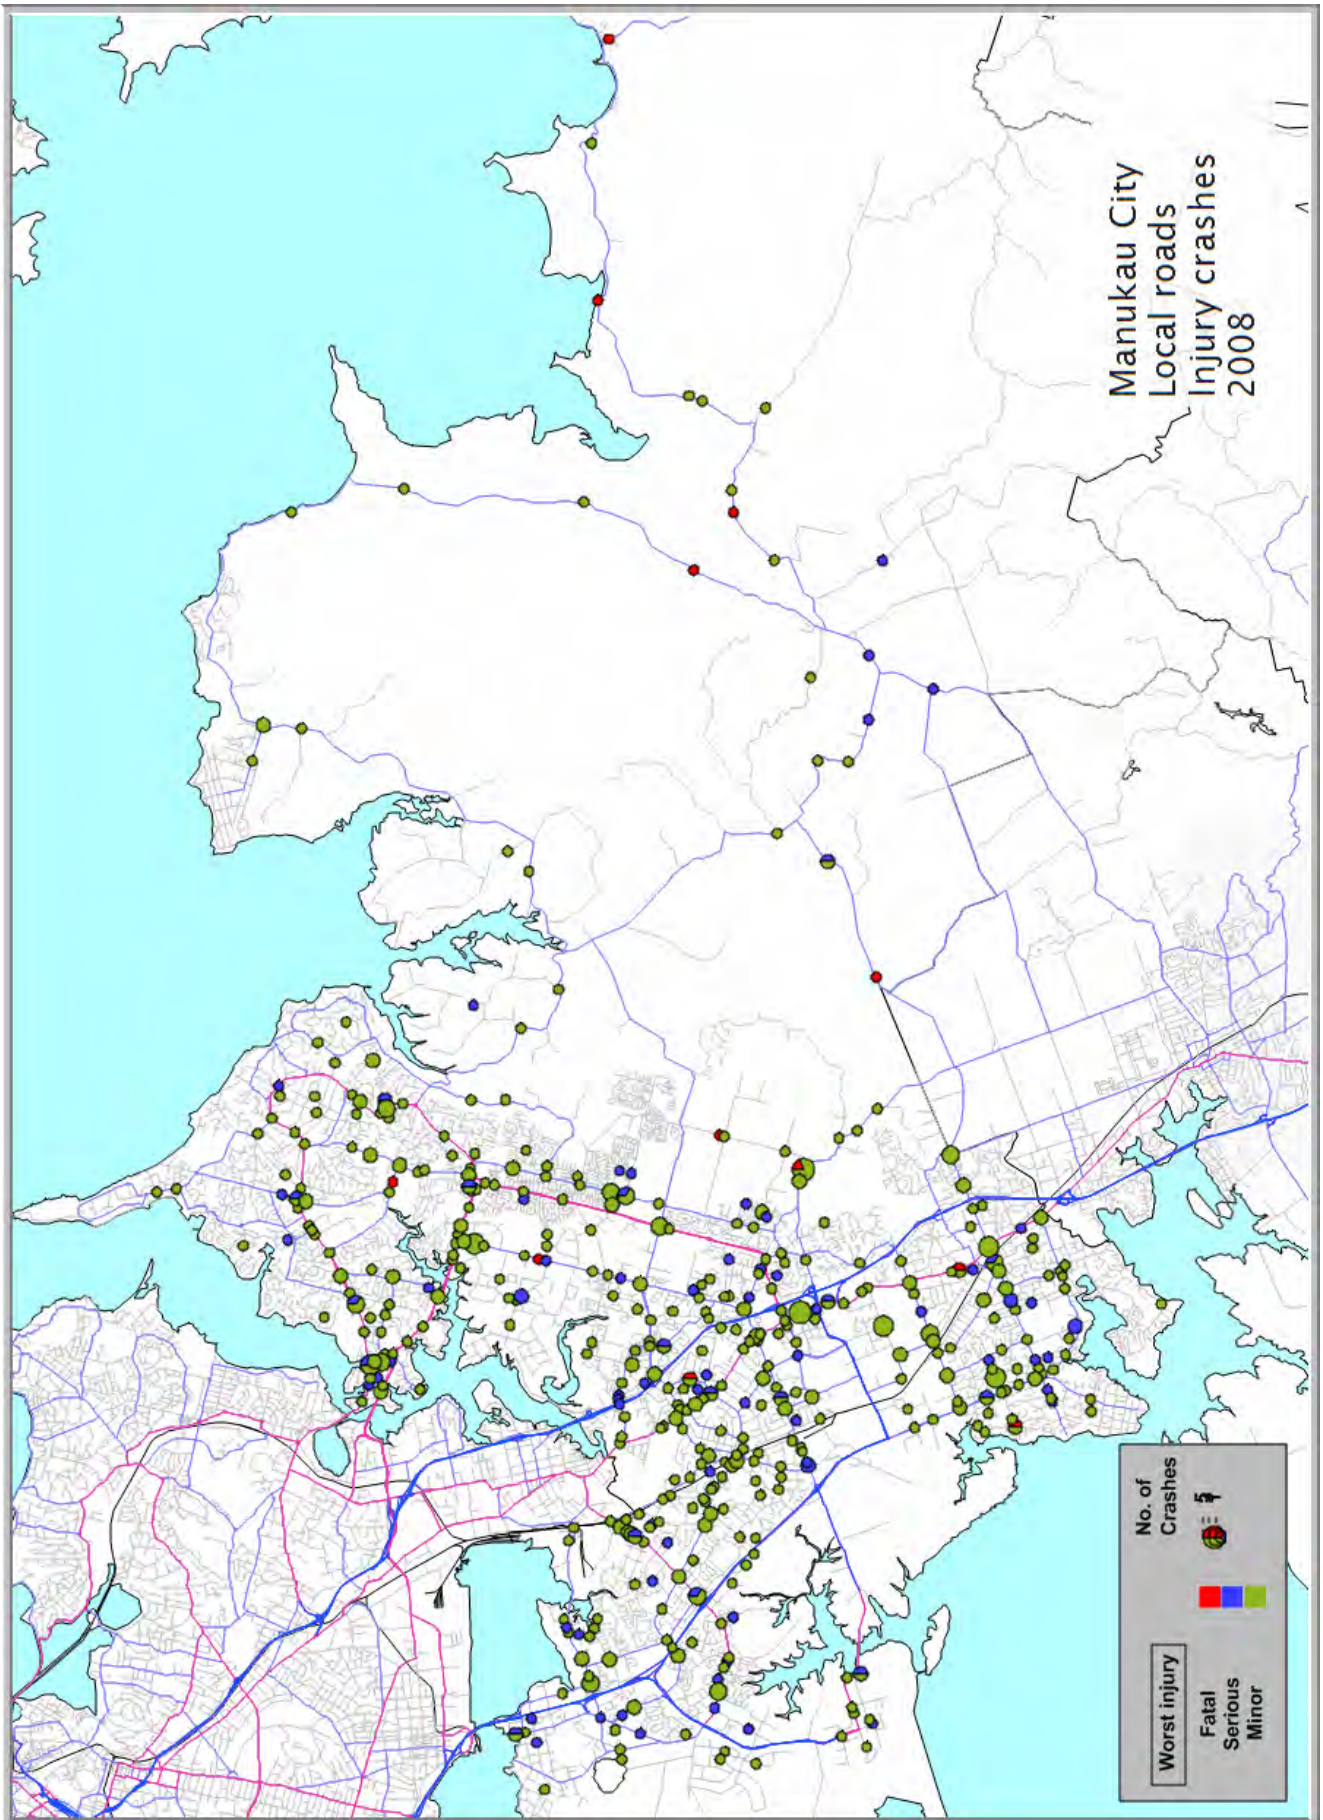 Manukau City
Local roads
Injury crashes
2008
Worst injury
No. of
Crashes
Fatal
Serious
Minor